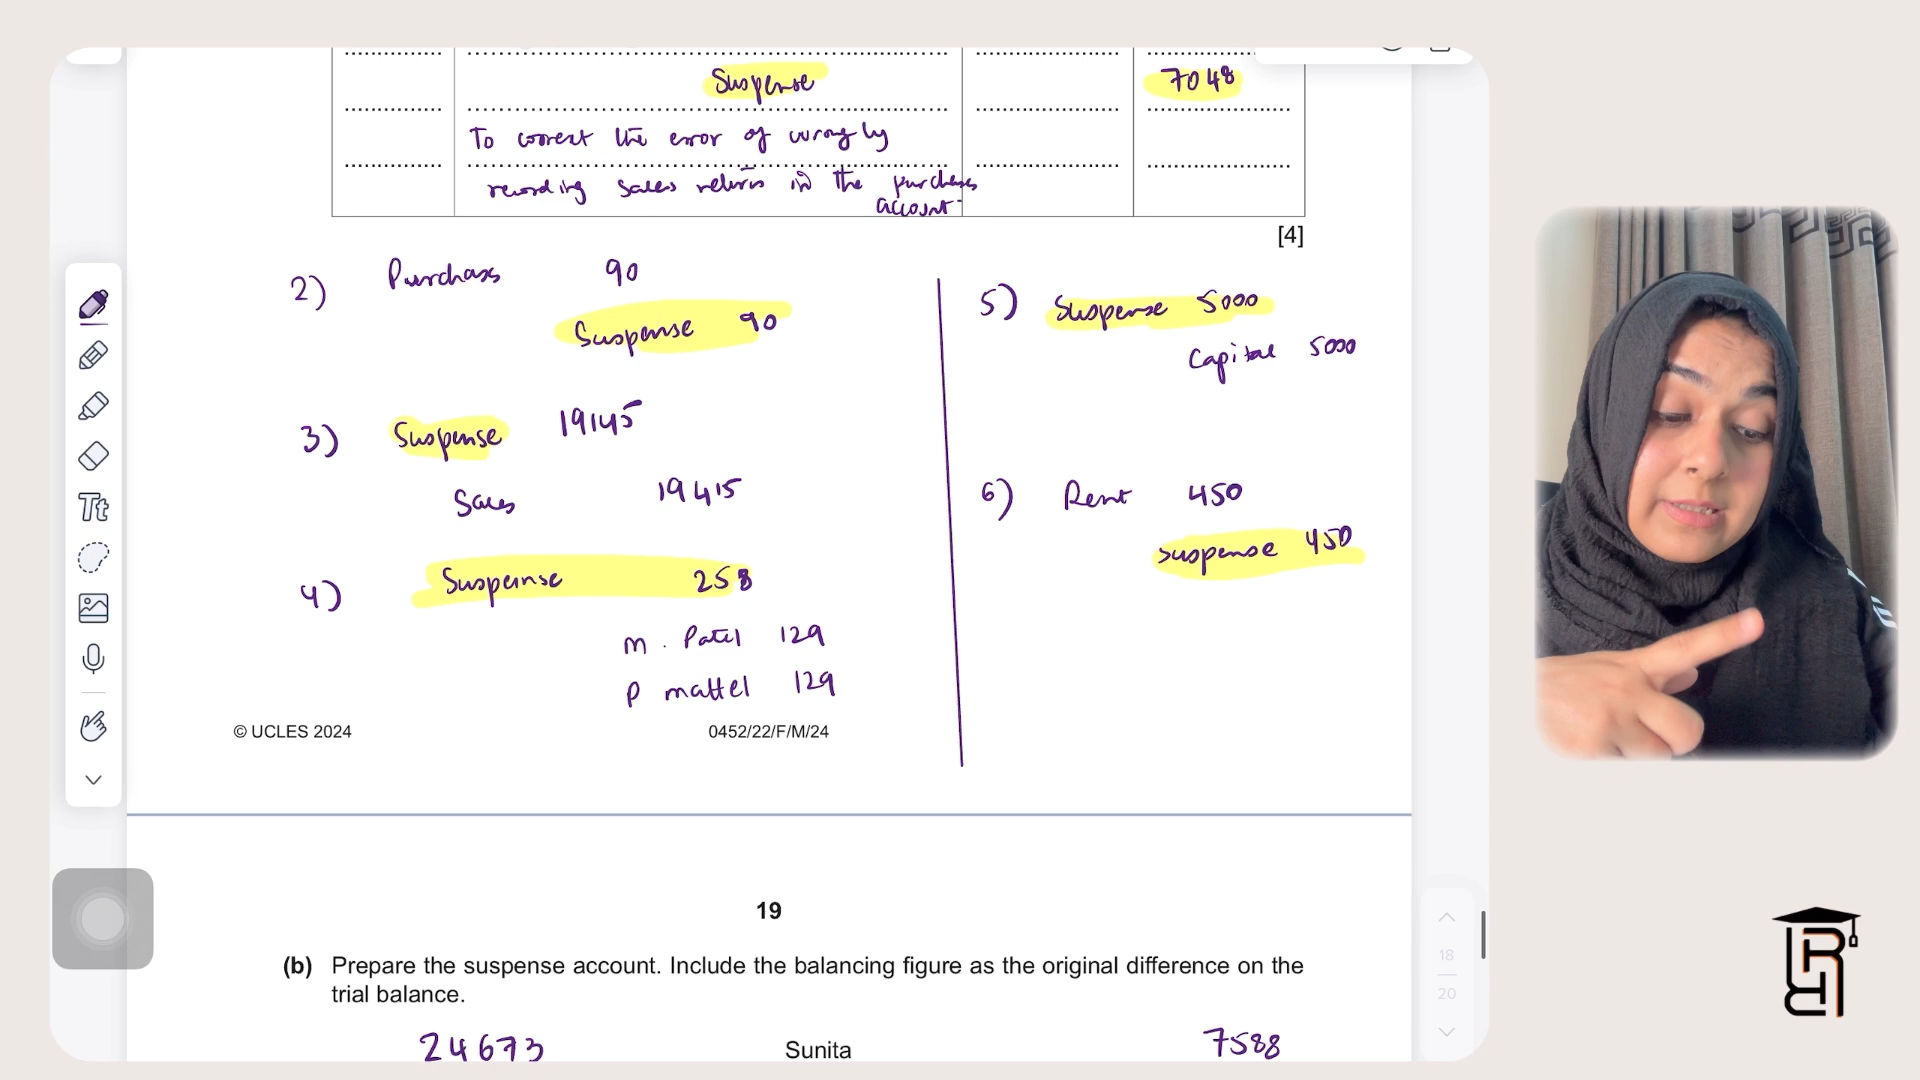 Suspense 7048
To correct the error of wrongly
recording sales returns in the purchases
account.
[4]
2) Purchases 90
Suspense 90
3) Suspense 19145
Sales 19415
4) Suspense 258
M. Patel 129
P mattel 129
5) Suspense 5000
Capital 5000
6) Rent 450
suspense 450
© UCLES 2024
0452/22/F/M/24
Tt
19
(b) Prepare the suspense account. Include the balancing figure as the original difference on the
trial balance.
24673 Sunita 7588
18
20